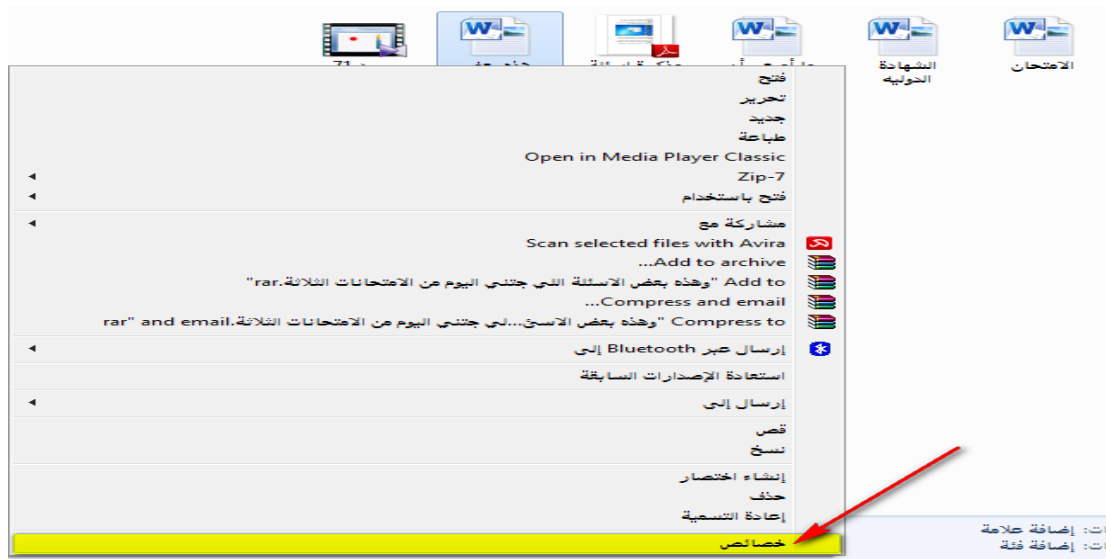 الامتحان
الشهادة
الدوليه
فتح
تحرير
جديد
طباعة
Open in Media Player Classic
Zip-7
فتح باستخدام
مشاركة مع
Scan selected files with Avira
...Add to archive
Add to "وهذه بعض الاسئلة اللي جتني اليوم من الامتحانات الثلاثة.rar"
...Compress and email
Compress to "وهذه بعض الاسئ...لي جتني اليوم من الامتحانات الثلاثة.rar" and email
إرسال عبر Bluetooth إلى
استعادة الإصدارات السابقة
إرسال إلى
قص
نسخ
إنشاء اختصار
حذف
إعادة التسمية
خصائص
إضافة علامة
إضافة فئة